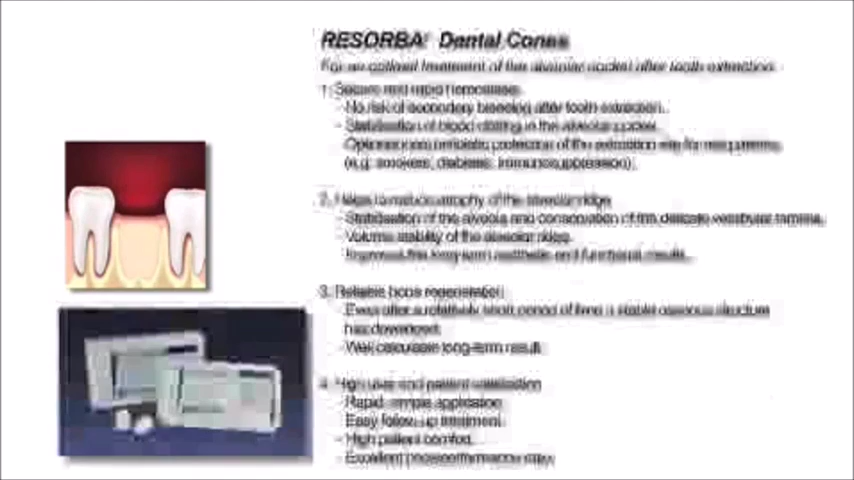 RESORBA® Dental Cones
For an optimal treatment of the alveolar socket after tooth extraction
1. Secure and rapid hemostasis
- No risk of secondary bleeding after tooth extraction.
- Stabilisation of blood clotting in the alveolar socket
protection of the extraction site for risk patients
(e.g. smokers, diabetes, immunosuppression).
2. Helps to reduce atrophy of the alveolar ridge
- Stabilisation of the alveola and conservation of the delicate vestibular lamina.
- Volume stability of the alveolar ridge.
- Improves the long-term aesthetic and functional results.
3. Reliable bone regeneration
- Even after a relatively short period of time a stable osseous structure
has developed.
- Well calculable long-term result
4. High user and patient satisfaction
- Rapid, simple application
- Easy follow-up treatment
- High patient comfort.
- Excellent price/performance ratio